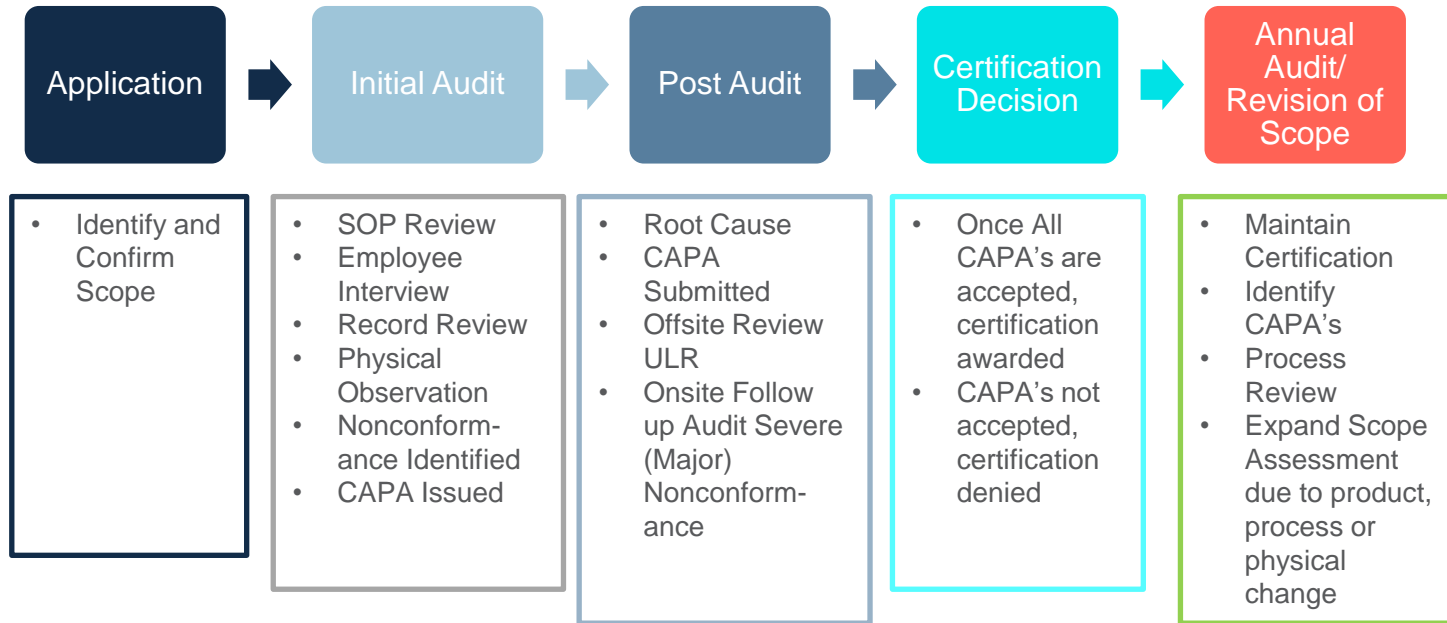 Application
Initial Audit
Post Audit
Certification
Decision
Annual
Audit/
Revision of
Scope
• Identify and
Confirm
Scope
• SOP Review
• Employee
Interview
• Record Review
• Physical
Observation
• Nonconform-
ance Identified
• CAPA Issued
• Root Cause
• CAPA
Submitted
• Offsite Review
ULR
• Onsite Follow
up Audit Severe
(Major)
Nonconform-
ance
• Once All
CAPA’s are
accepted,
certification
awarded
• CAPA’s not
accepted,
certification
denied
• Maintain
Certification
• Identify
CAPA’s
• Process
Review
• Expand Scope
Assessment
due to product,
process or
physical
change